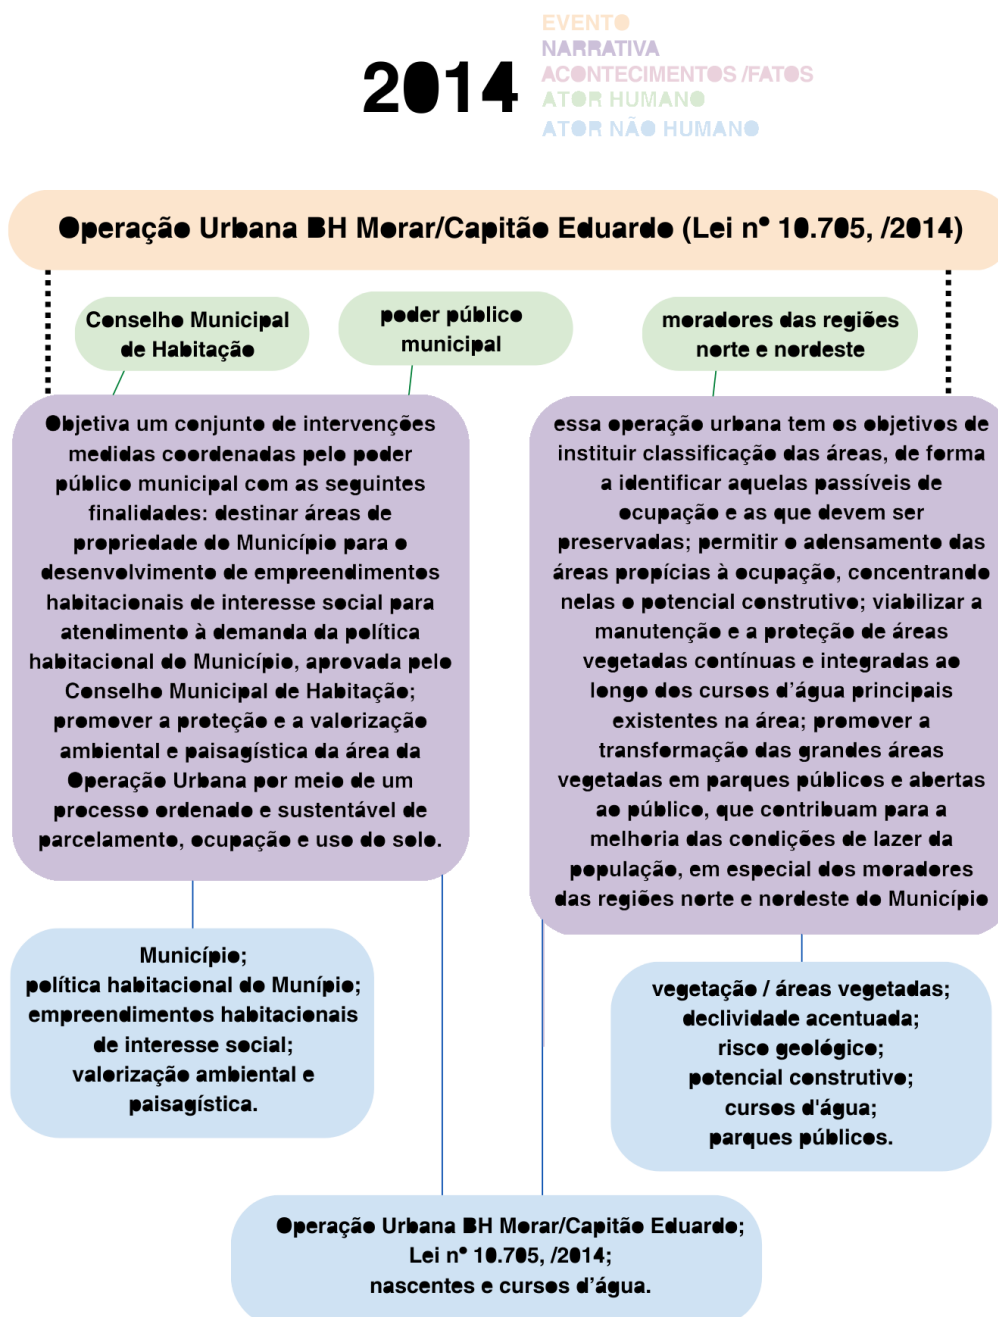 2014
EVENTO
NARRATIVA
ACONTECIMENTOS /FATOS
ATOR HUMANO
ATOR NÃO HUMANO
Operação Urbana BH Morar/Capitão Eduardo (Lei nº 10.705, /2014)
Conselho Municipal
de Habitação
poder público
municipal
moradores das regiões
norte e nordeste
Objetiva um conjunto de intervenções
medidas coordenadas pelo poder
público municipal com as seguintes
finalidades: destinar áreas de
propriedade do Município para o
desenvolvimento de empreendimentos
habitacionais de interesse social para
atendimento à demanda da política
habitacional do Município, aprovada pelo
Conselho Municipal de Habitação;
promover a proteção e a valorização
ambiental e paisagística da área da
Operação Urbana por meio de um
processo ordenado e sustentável de
parcelamento, ocupação e uso do solo.
essa operação urbana tem os objetivos de
instituir classificação das áreas, de forma
a identificar aquelas passíveis de
ocupação e as que devem ser
preservadas; permitir o adensamento das
áreas propícias à ocupação, concentrando
nelas o potencial construtivo; viabilizar a
manutenção e a proteção de áreas
vegetadas contínuas e integradas ao
longo dos cursos d’água principais
existentes na área; promover a
transformação das grandes áreas
vegetadas em parques públicos e abertas
ao público, que contribuam para a
melhoria das condições de lazer da
população, em especial dos moradores
das regiões norte e nordeste do Município
Município;
política habitacional do Munípio;
empreendimentos habitacionais
de interesse social;
valorização ambiental e
paisagística.
vegetação / áreas vegetadas;
declividade acentuada;
risco geológico;
potencial construtivo;
cursos d'água;
parques públicos.
Operação Urbana BH Morar/Capitão Eduardo;
Lei nº 10.705, /2014;
nascentes e cursos d’água.